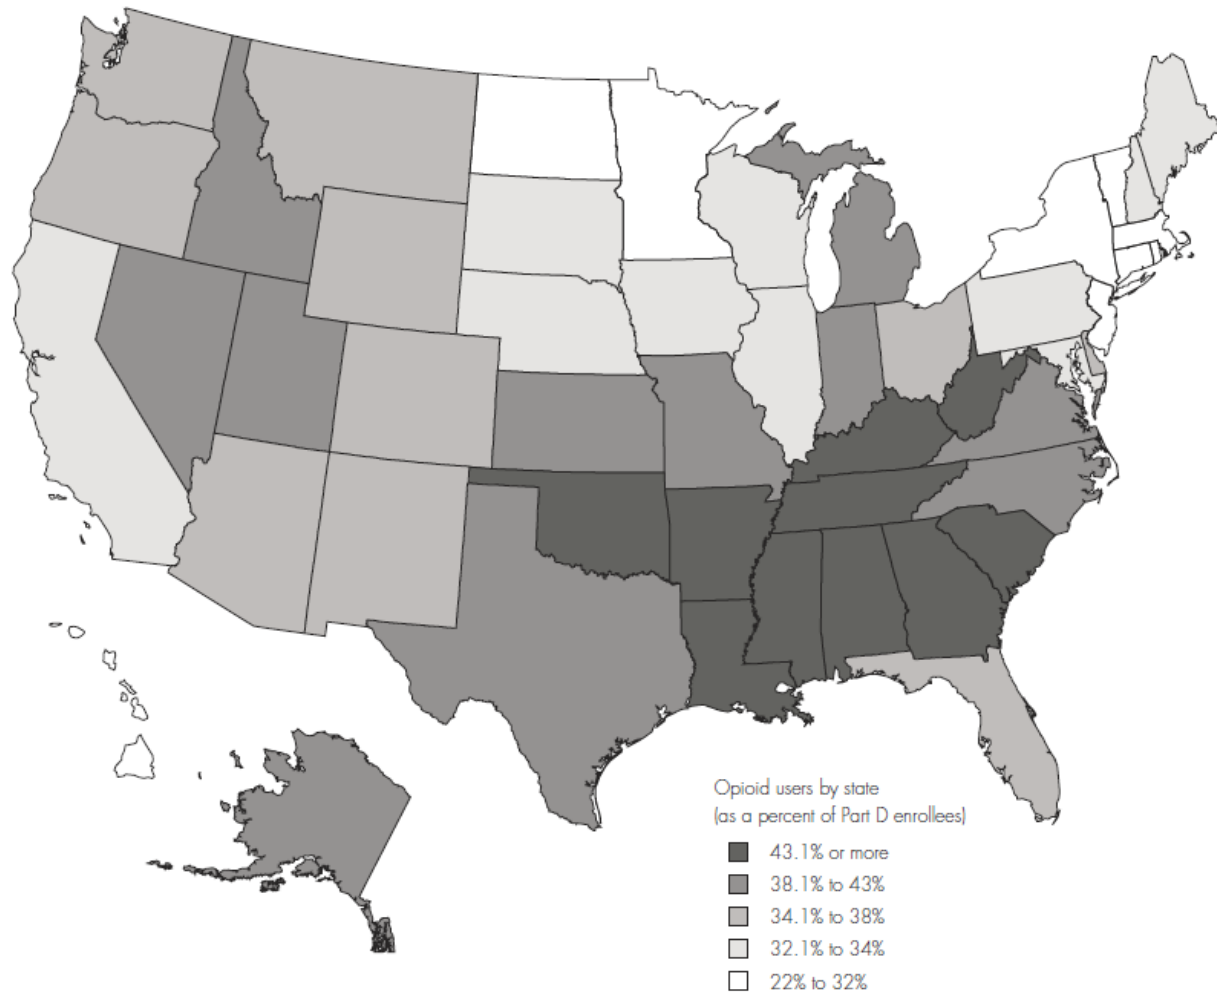 Opioid users by state
(as a percent of Part D enrollees)
43.1% or more
38.1% to 43%
34.1% to 38%
32.1% to 34%
22% to 32%